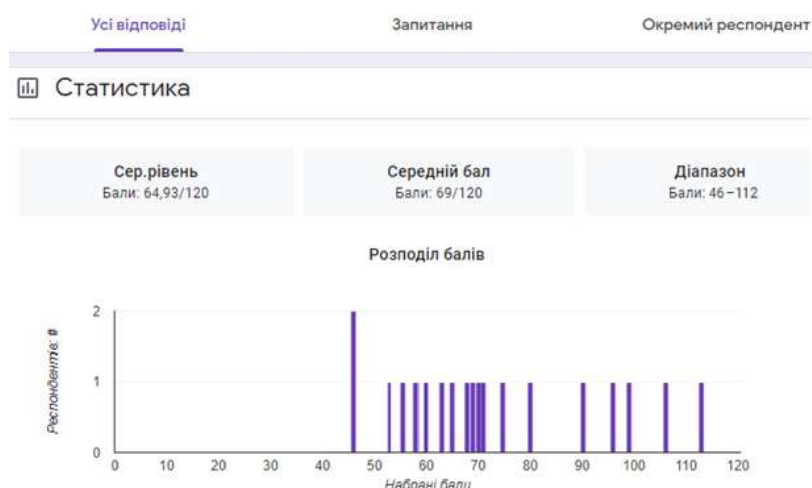 Усі відповіді Запитання Окремий респондент
Статистика
Сер.рівень Середній бал Діапазон
Бали: 64,93/120 Бали: 69/120 Бали: 46–112
Розподіл балів
Респондентів: #
2
1
0
0 10 20 30 40 50 60 70 80 90 100 110 120
Набрані бали